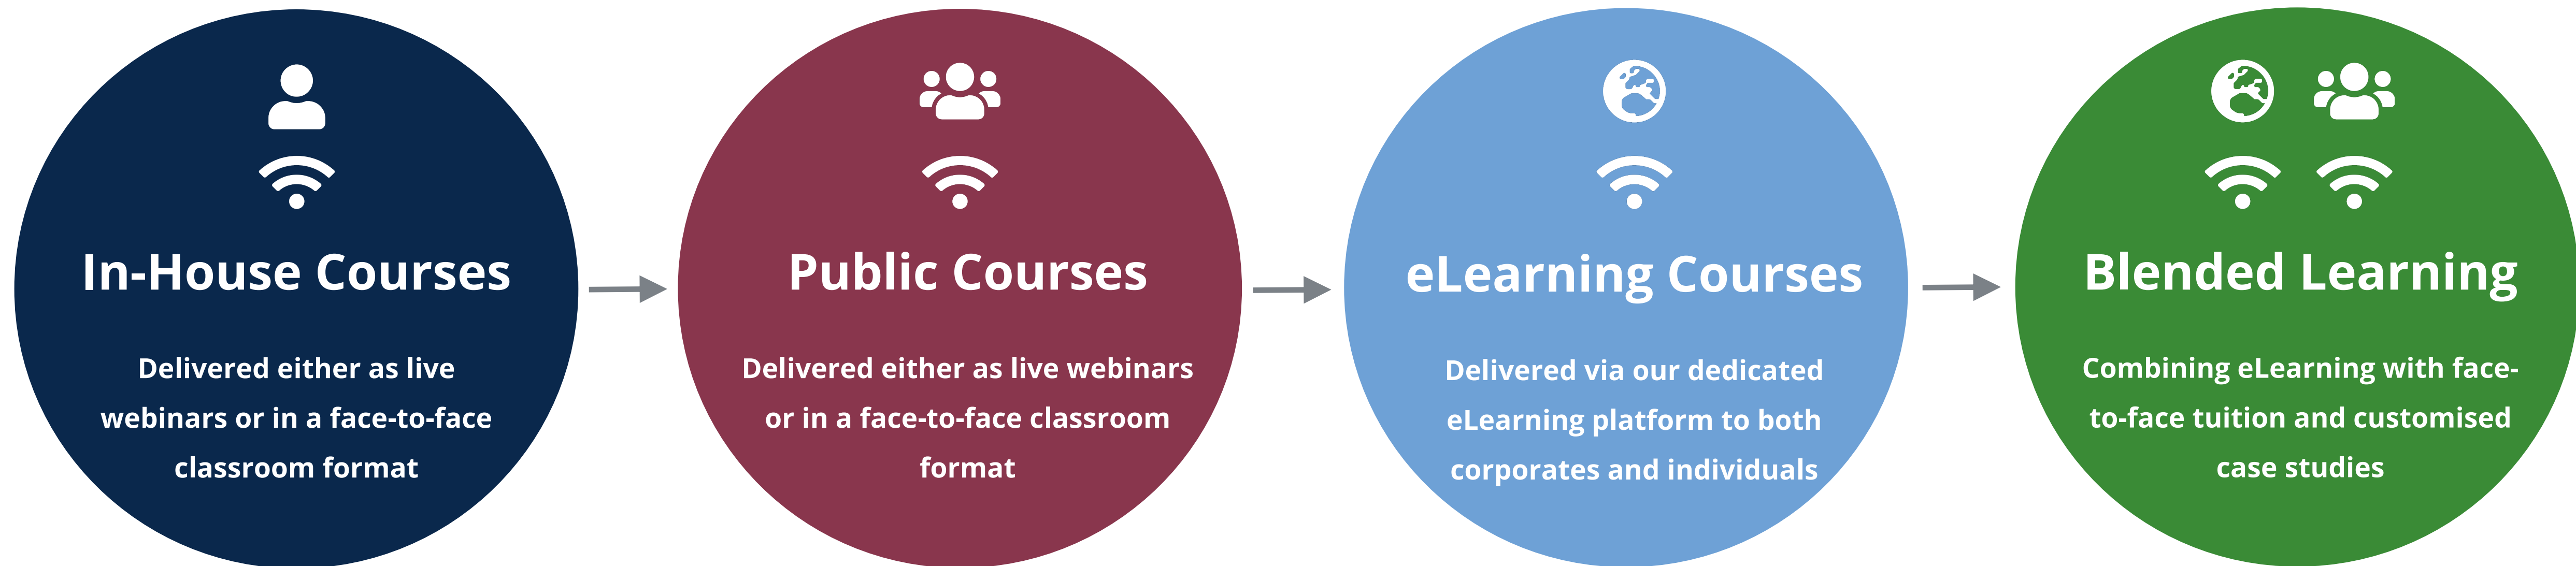 In-House Courses
Delivered either as live
webinars or in a face-to-face
classroom format
Public Courses
Delivered either as live webinars
or in a face-to-face classroom
format
eLearning Courses
Delivered via our dedicated
eLearning platform to both
corporates and individuals
Blended Learning
Combining eLearning with face-
to-face tuition and customised
case studies